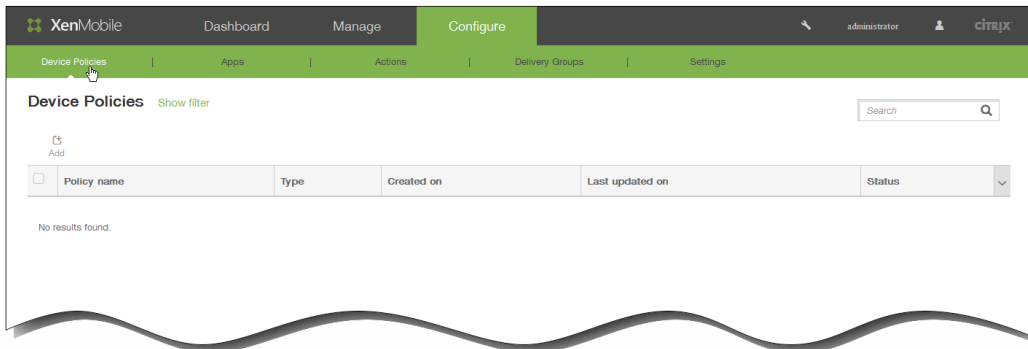 XenMobile Dashboard Manage Configure administrator CITRIX
Device Policies | Apps | Actions | Delivery Groups | Settings
Device Policies Show filter
Search
Add
Policy name Type Created on Last updated on Status
No results found.